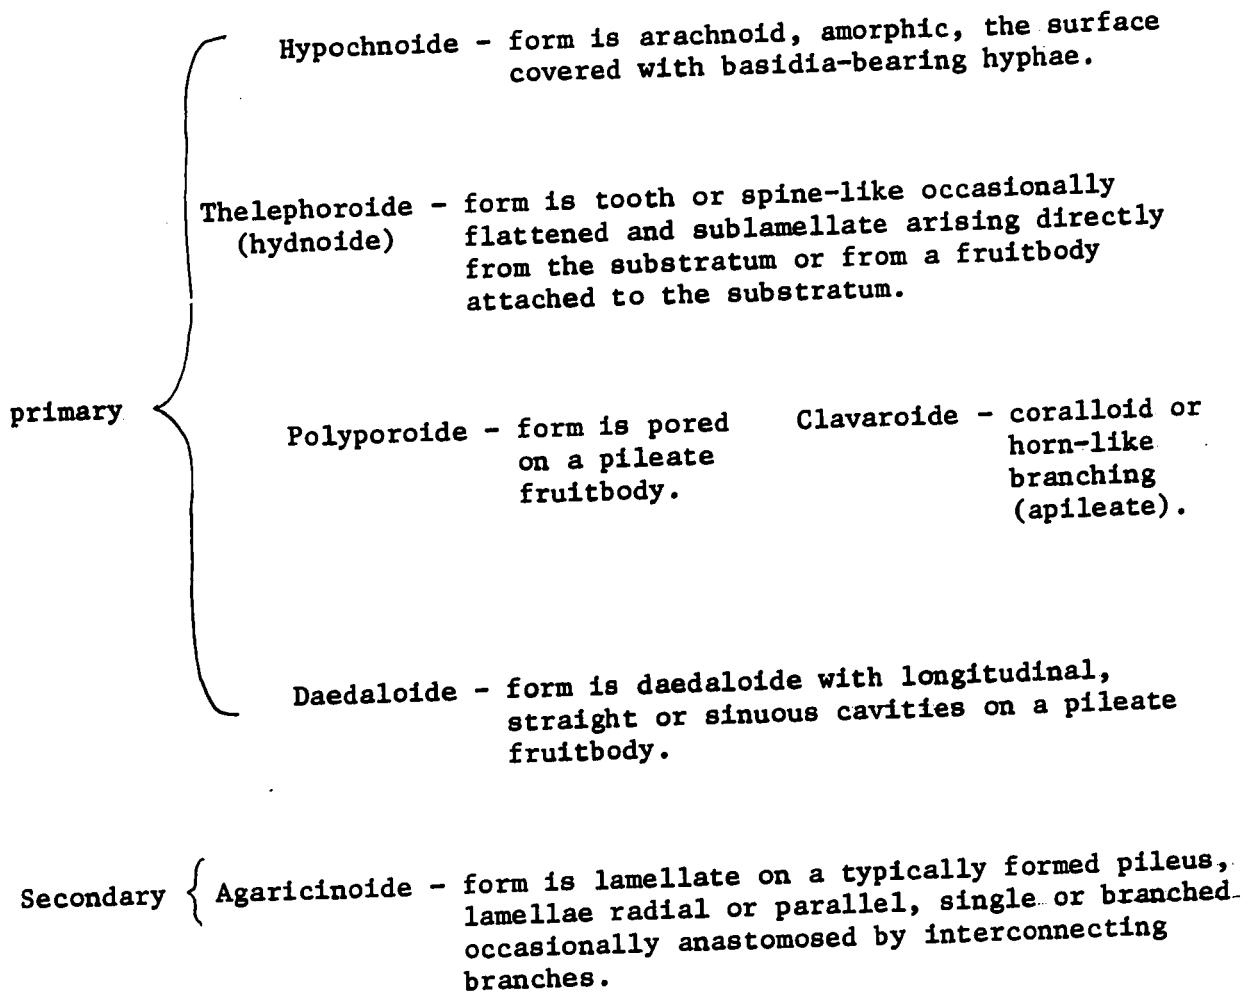 Hypochnoide - form is arachnoid, amorphic, the surface
covered with basidia-bearing hyphae.
Thelephoroide - form is tooth or spine-like occasionally
(hydnoide) flattened and sublamellate arising directly
from the substratum or from a fruitbody
attached to the substratum.
primary
Polyporoide - form is pored
on a pileate
fruitbody.
Clavaroide - coralloid or
horn-like
branching
(apileate).
Daedaloide - form is daedaloide with longitudinal,
straight or sinuous cavities on a pileate
fruitbody.
Secondary { Agaricinoide - form is lamellate on a typically formed pileus,
lamellae radial or parallel, single or branched
occasionally anastomosed by interconnecting
branches.